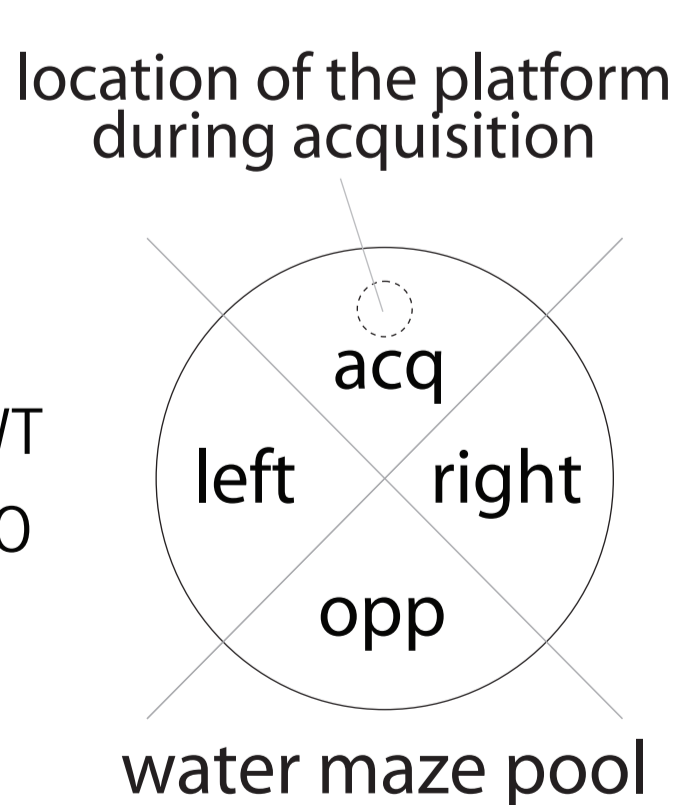 location of the platform
during acquisition
acq
left
right
opp
water maze pool